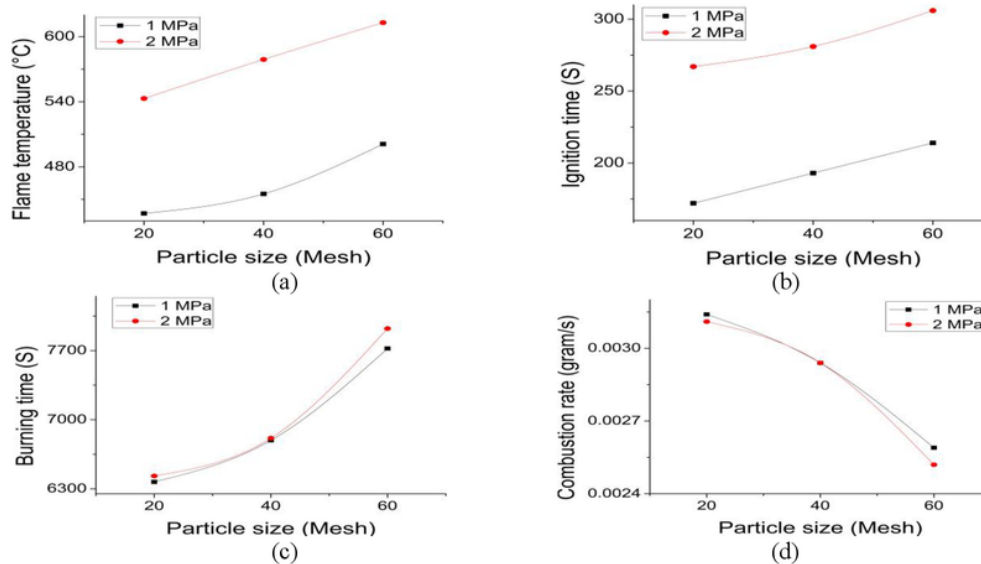 1 MPa
2 MPa
600
540
480
Flame temperature (°C)
20
40
60
Particle size (Mesh)
(a)
1 MPa
2 MPa
300
250
200
Ignition time (S)
20
40
60
Particle size (Mesh)
(b)
1 MPa
2 MPa
7700
7000
6300
Burning time (S)
20
40
60
Particle size (Mesh)
(c)
1 MPa
2 MPa
0.0030
0.0027
0.0024
Combustion rate (gram/s)
20
40
60
Particle size (Mesh)
(d)